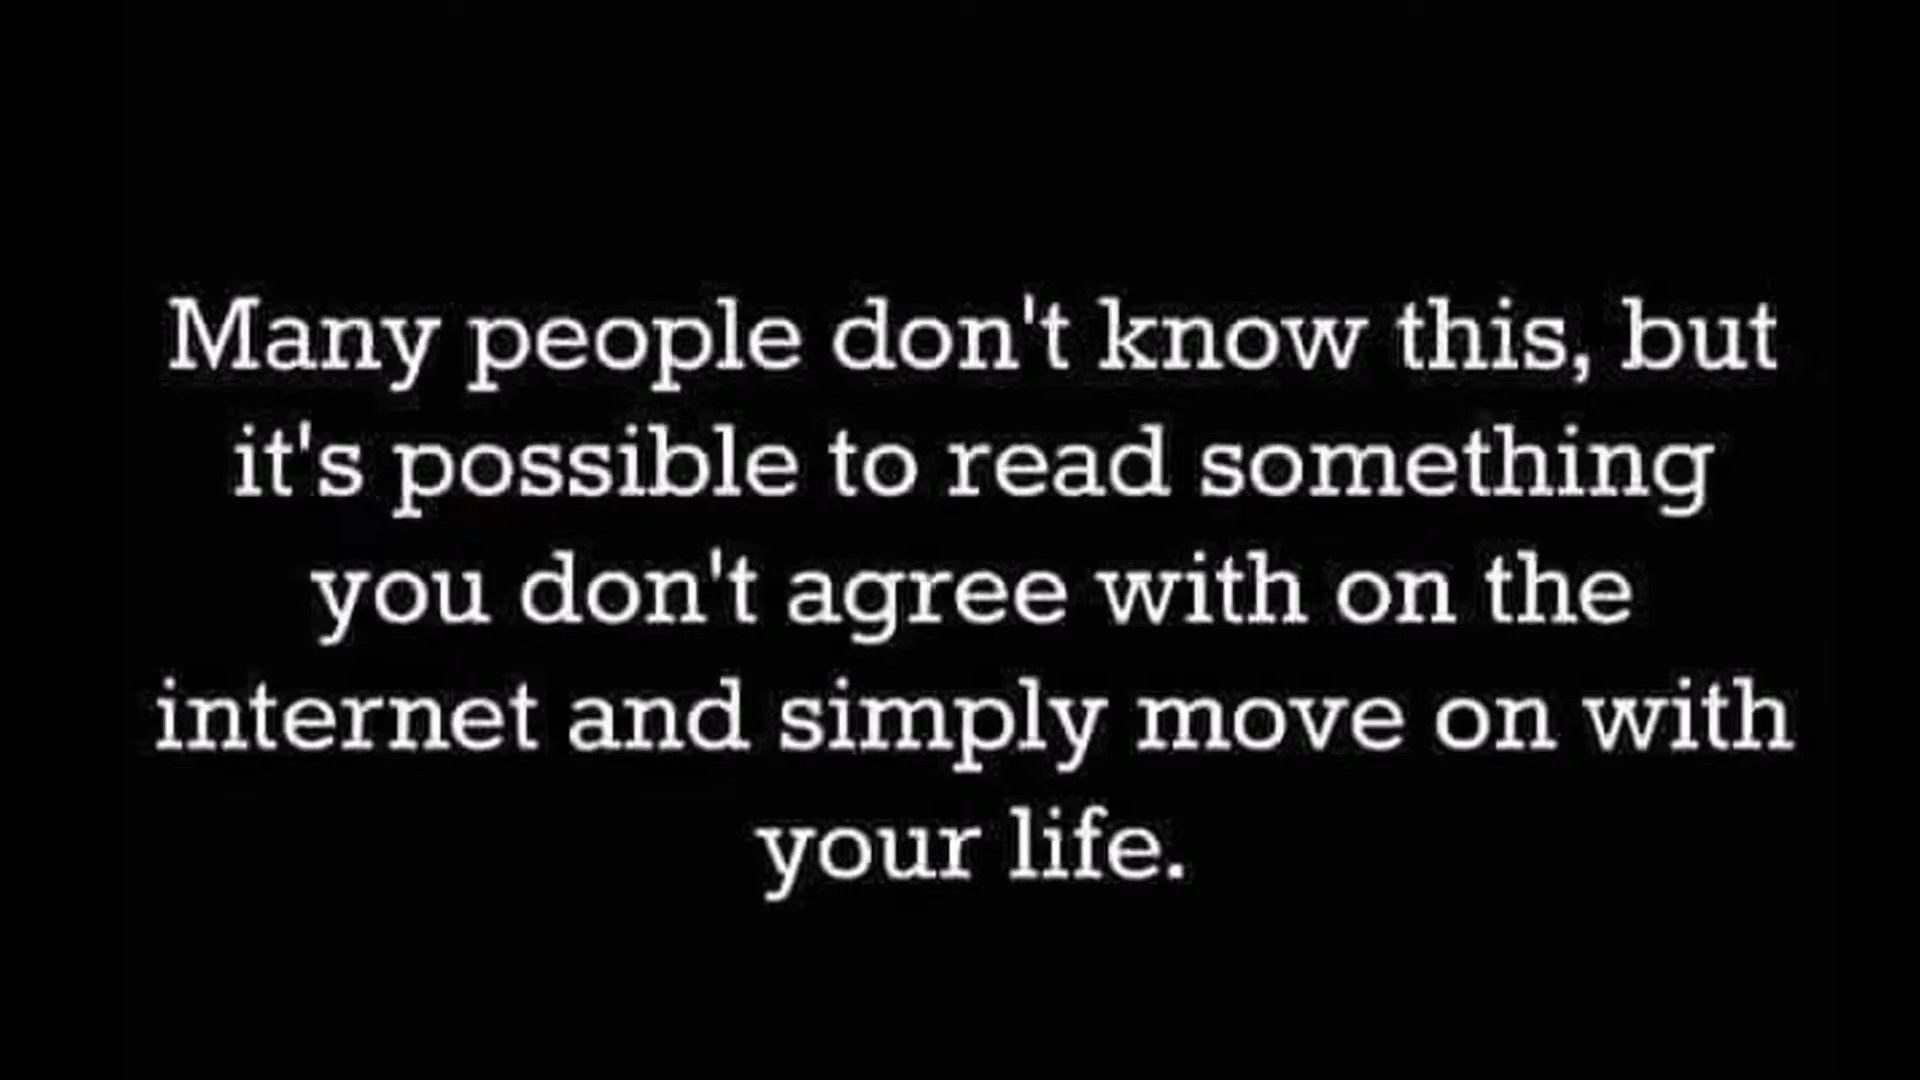 Many people don't know this, but
it's possible to read something
you don't agree with on the
internet and simply move on with
your life.